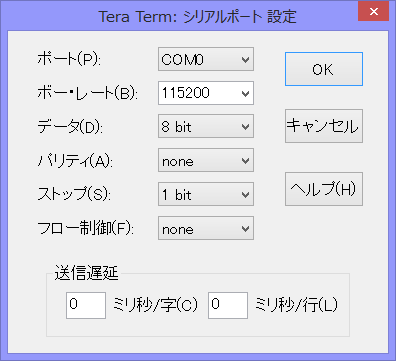 Tera Term: シリアルポート 設定
ポート(P): COM0 OK
ボー・レート(B): 115200
データ(D): 8 bit キャンセル
パリティ(A): none
ストップ(S): 1 bit ヘルプ(H)
フロー制御(F): none
送信遅延
0 ミリ秒/字(C) 0 ミリ秒/行(L)